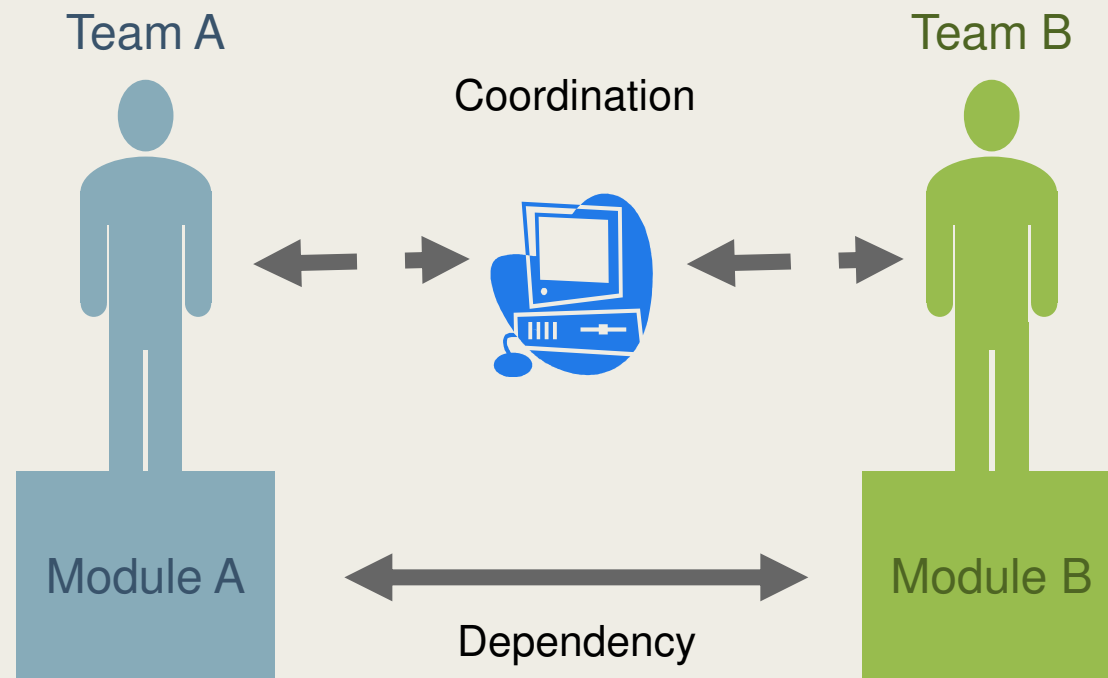 Team A
Team B
Coordination
Module A
Module B
Dependency